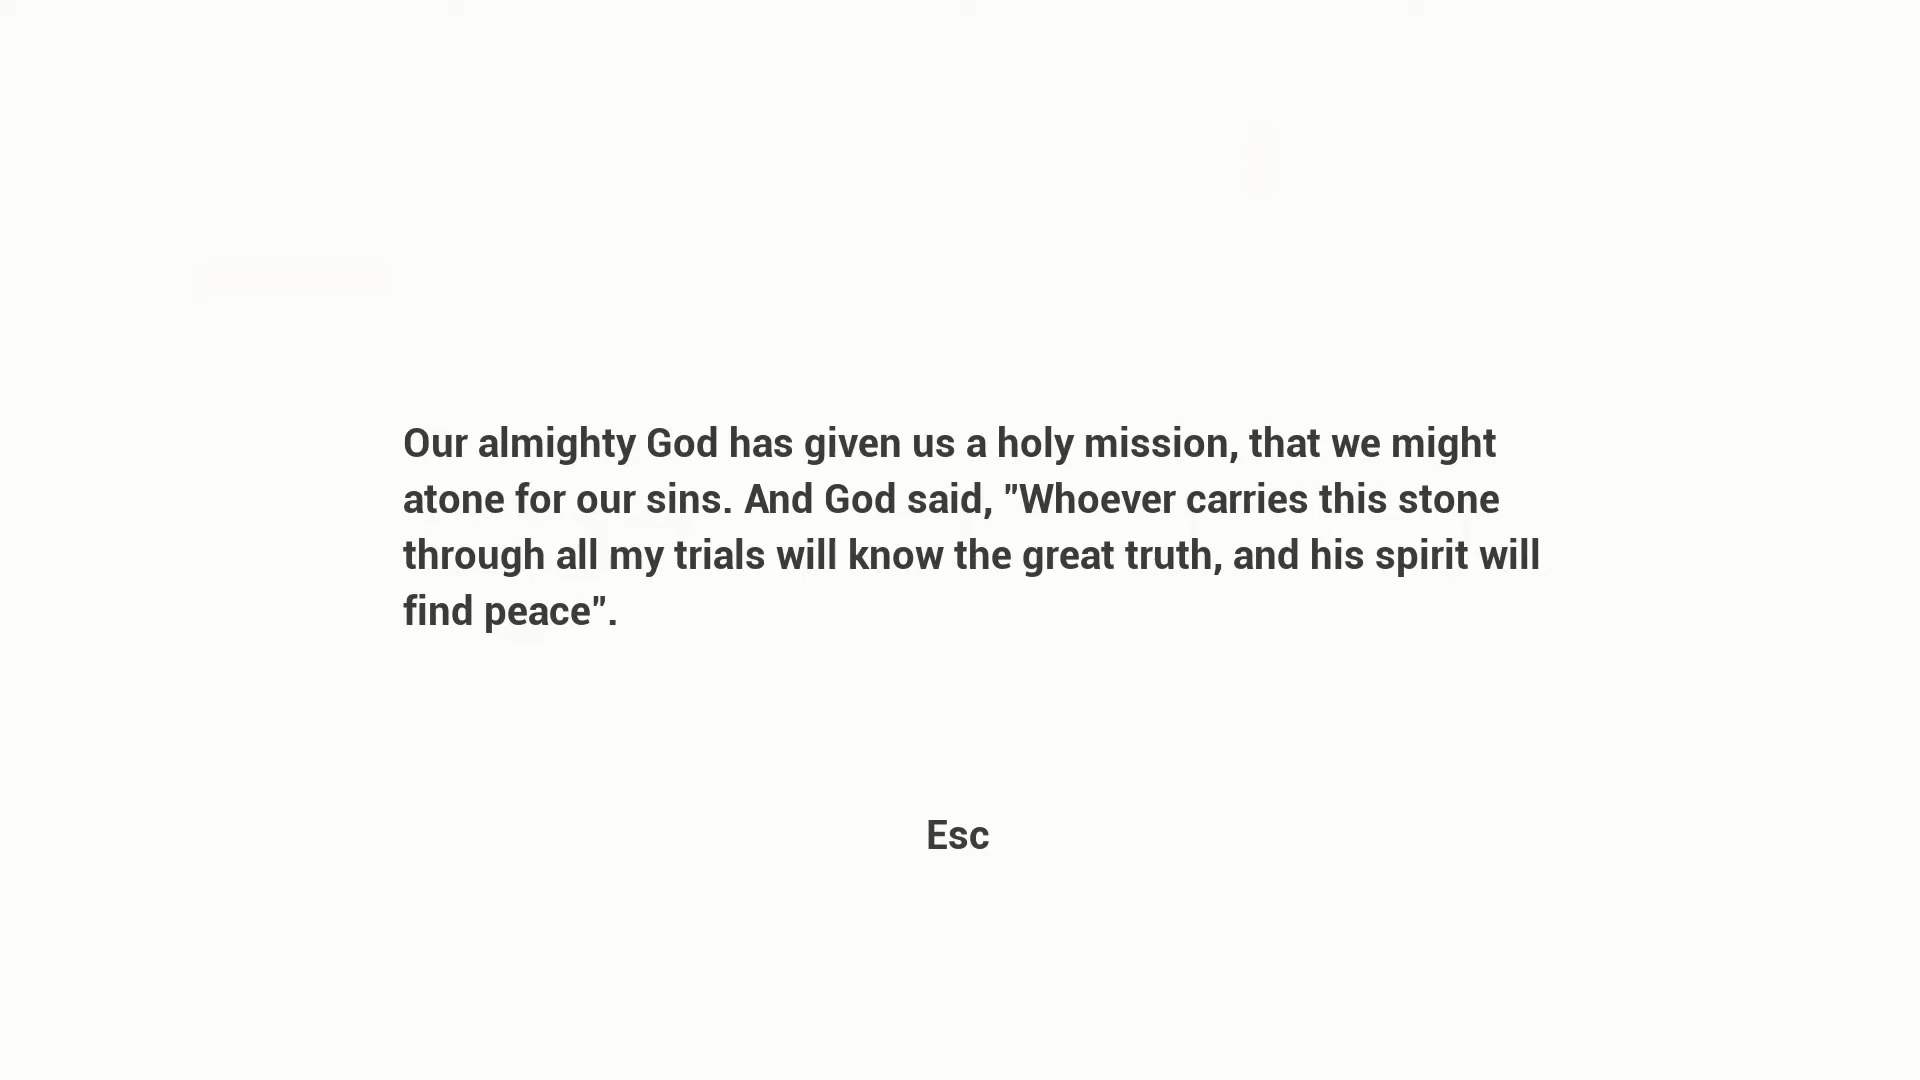 Our almighty God has given us a holy mission, that we might
atone for our sins. And God said, "Whoever carries this stone
through all my trials will know the great truth, and his spirit will
find peace".
Esc